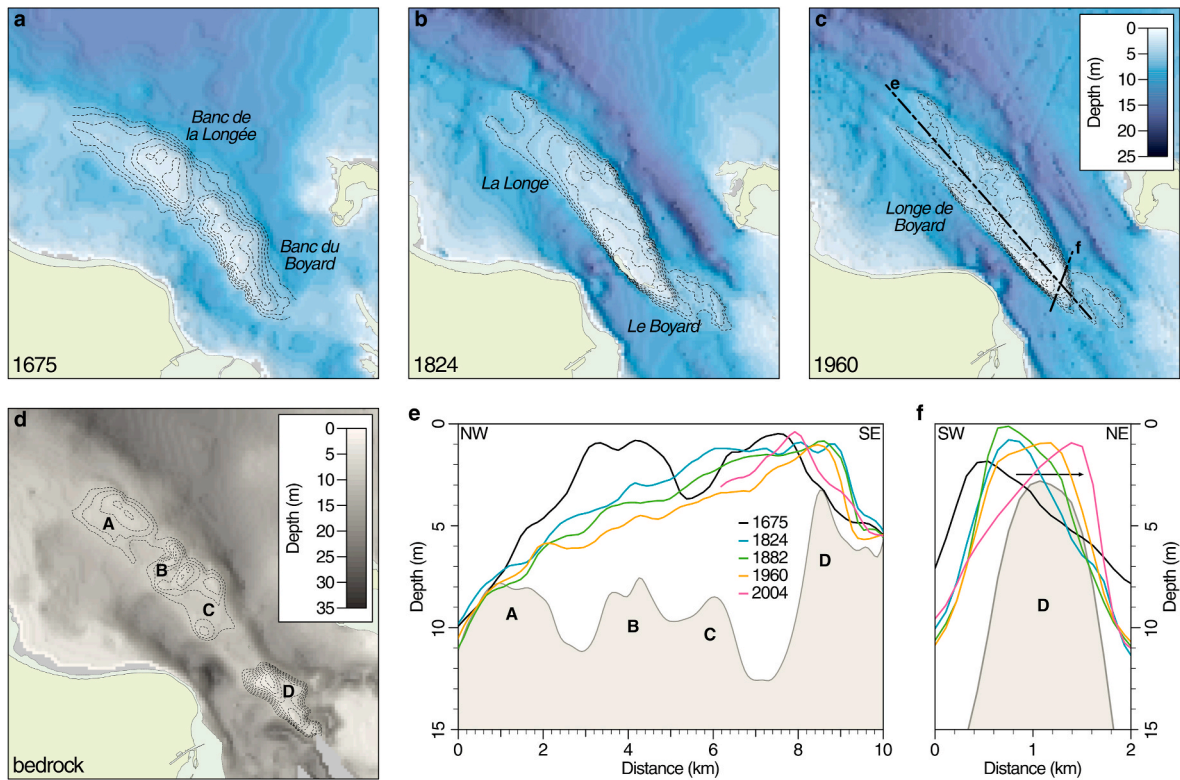 a
Banc de
la Longée
Banc du
Boyard
1675
b
La Longe
Le Boyard
1824
c
0
5
10
15
20
25
Depth (m)
e
f
Longe de
Boyard
1960
d
0
5
10
15
20
25
30
35
Depth (m)
A
B
C
D
bedrock
e
NW
SE
0
5
10
15
Depth (m)
1675
1824
1882
1960
2004
A
B
C
D
0
2
4
6
8
10
Distance (km)
f
SW
NE
0
5
10
15
Depth (m)
D
0
1
2
Distance (km)